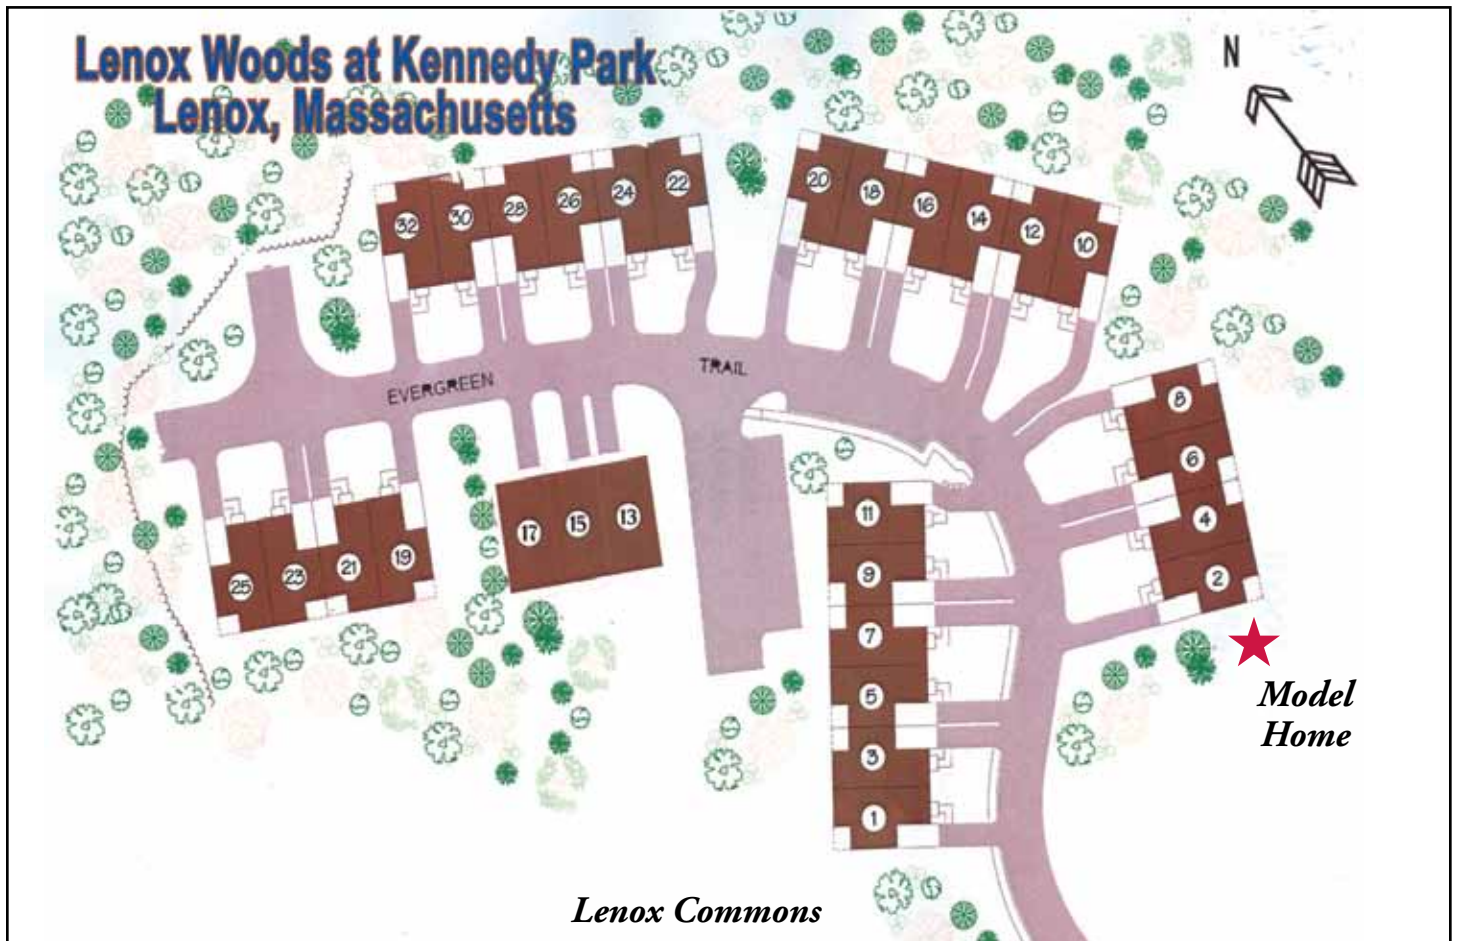 Lenox Woods at Kennedy Park
Lenox, Massachusetts
N
32 30 28 26 24 22
20 18 16 14 12 10
EVERGREEN TRAIL
8
6
4
2
25 23 21 19
17 15 13
11
9
7
5
3
1
Model
Home
Lenox Commons